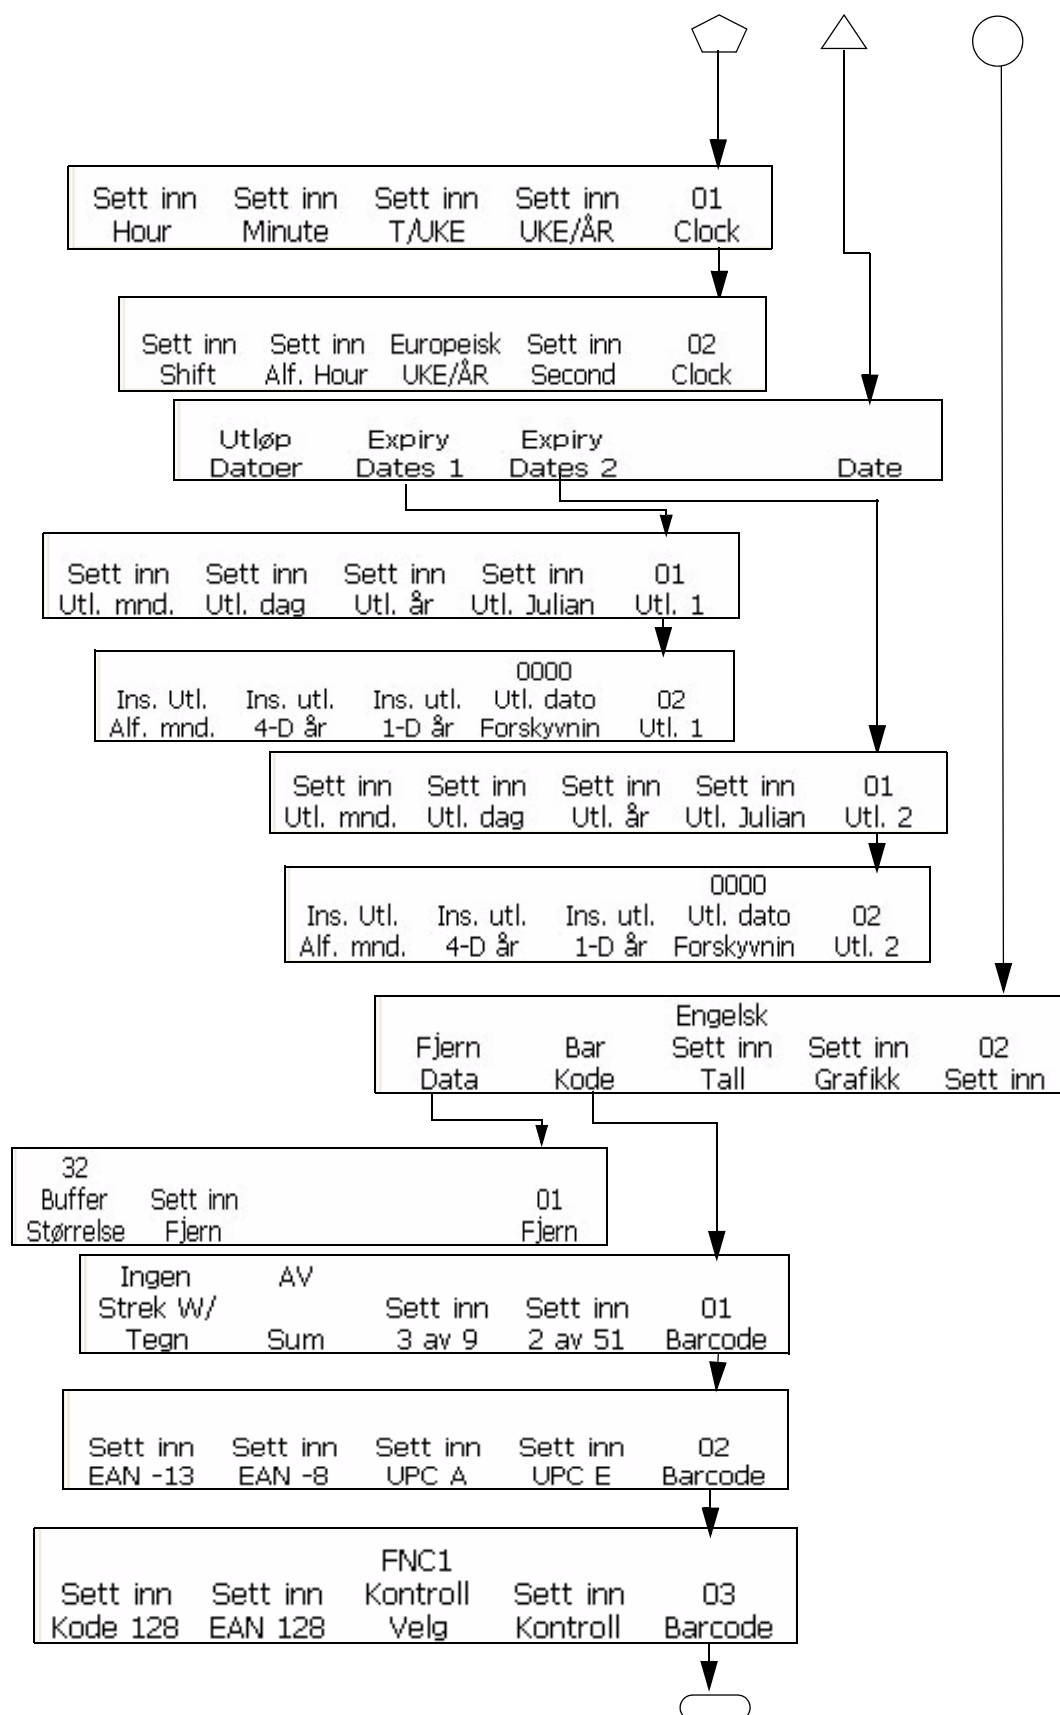 Sett inn Sett inn Sett inn Sett inn 01
Hour Minute T/UKE UKE/ÅR Clock
Sett inn Sett inn Europeisk Sett inn 02
Shift Alf. Hour UKE/ÅR Second Clock
Utløp Expiry Expiry
Datoer Dates 1 Dates 2 Date
Sett inn Sett inn Sett inn Sett inn 01
Utl. mnd. Utl. dag Utl. år Utl. Julian Utl. 1
0000
Ins. Utl. Ins. utl. Ins. utl. Utl. dato 02
Alf. mnd. 4-D år 1-D år Forskyvnin Utl. 1
Sett inn Sett inn Sett inn Sett inn 01
Utl. mnd. Utl. dag Utl. år Utl. Julian Utl. 2
0000
Ins. Utl. Ins. utl. Ins. utl. Utl. dato 02
Alf. mnd. 4-D år 1-D år Forskyvnin Utl. 2
Engelsk
Fjern Bar Sett inn Sett inn 02
Data Kode Tall Grafikk Sett inn
32
Buffer Sett inn 01
Størrelse Fjern Fjern
Ingen AV
Strek W/ Sett inn Sett inn 01
Tegn Sum 3 av 9 2 av 51 Barcode
Sett inn Sett inn Sett inn Sett inn 02
EAN -13 EAN -8 UPC A UPC E Barcode
FNC1
Sett inn Sett inn Kontroll Sett inn 03
Kode 128 EAN 128 Velg Kontroll Barcode